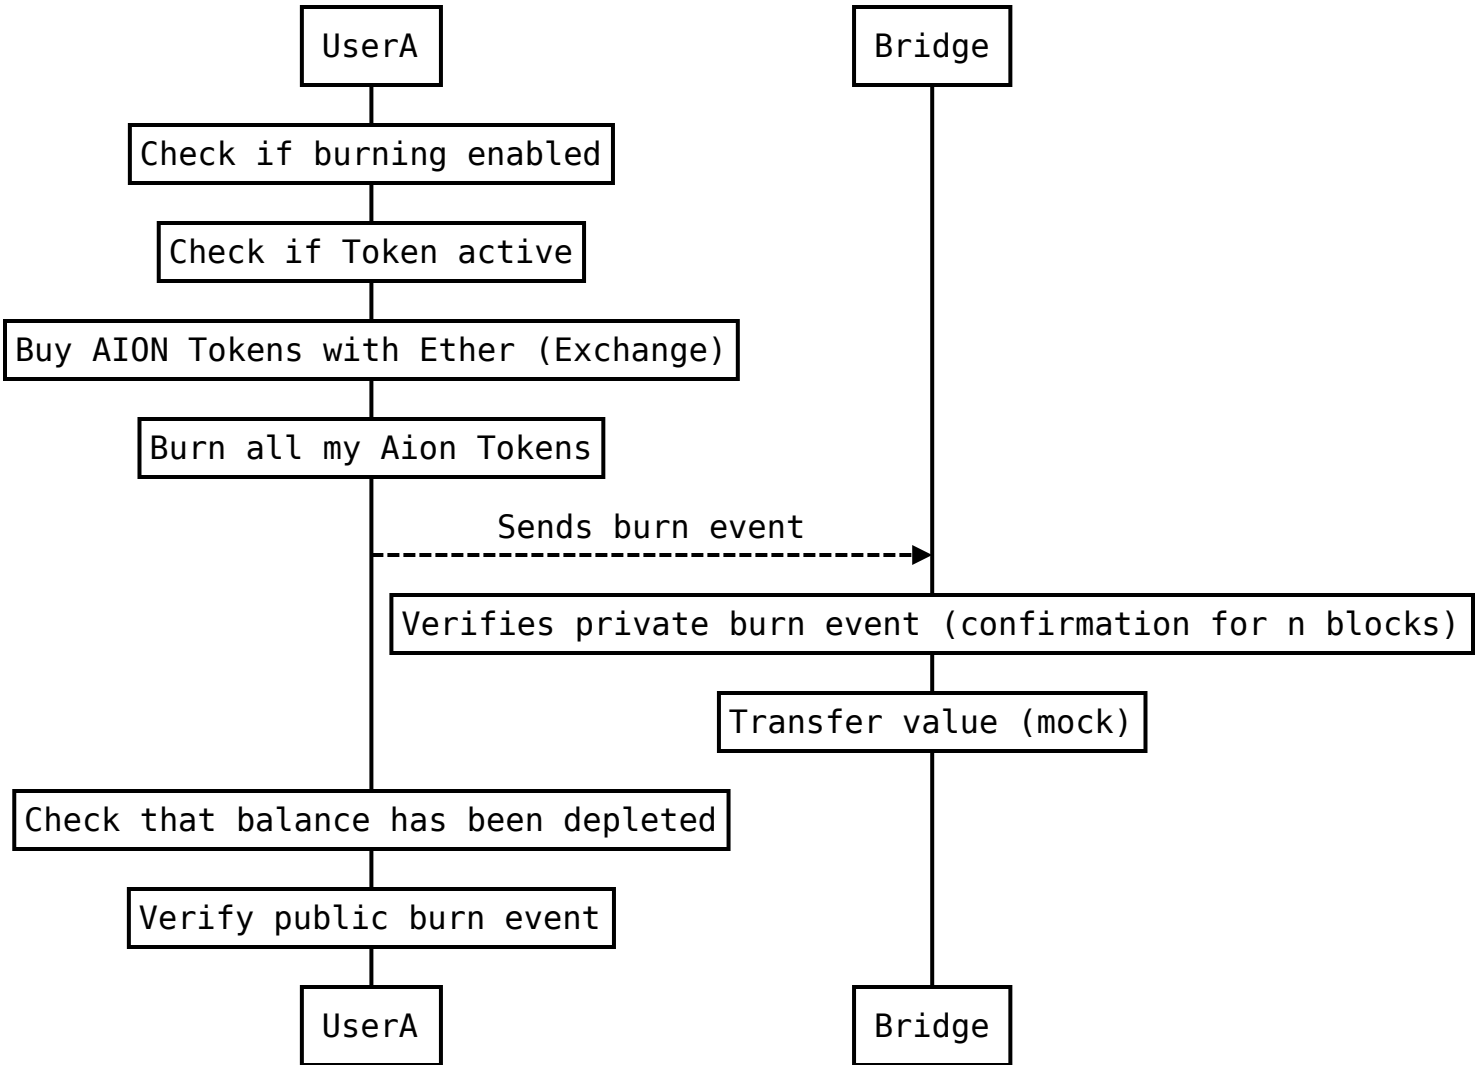 UserA
Bridge
Check if burning enabled
Check if Token active
Buy AION Tokens with Ether (Exchange)
Burn all my Aion Tokens
Sends burn event
Verifies private burn event (confirmation for n blocks)
Transfer value (mock)
Check that balance has been depleted
Verify public burn event
UserA
Bridge